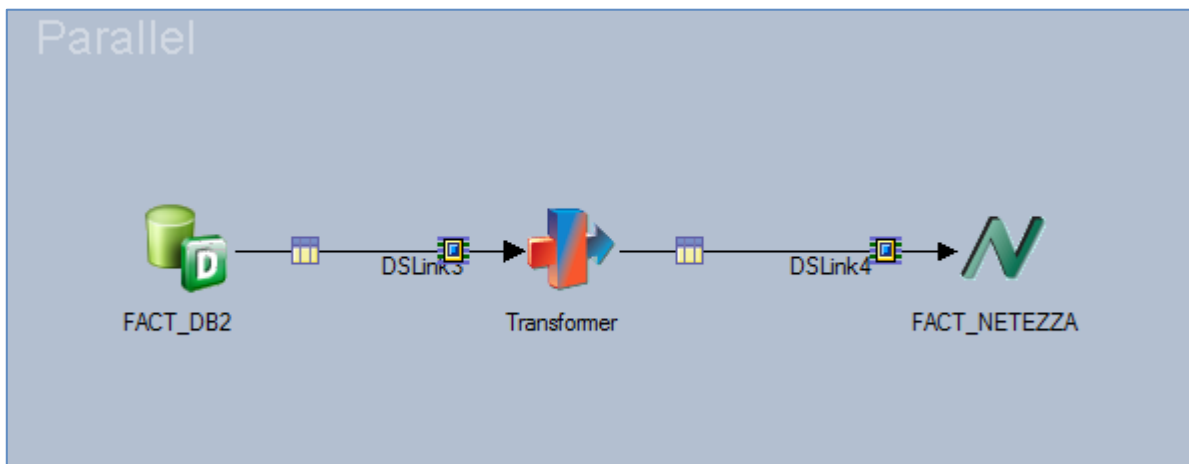 Parallel
DSLink3
DSLink4
FACT_DB2
Transformer
FACT_NETEZZA